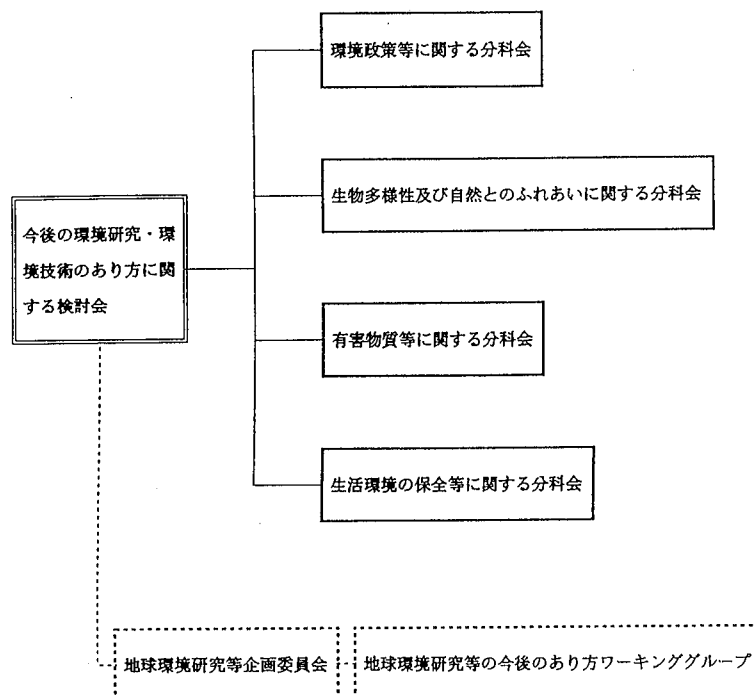 環境政策等に関する分科会
生物多様性及び自然とのふれあいに関する分科会
今後の環境研究・環
境技術のあり方に関
する検討会
有害物質等に関する分科会
生活環境の保全等に関する分科会
地球環境研究等企画委員会
地球環境研究等の今後のあり方ワーキンググループ